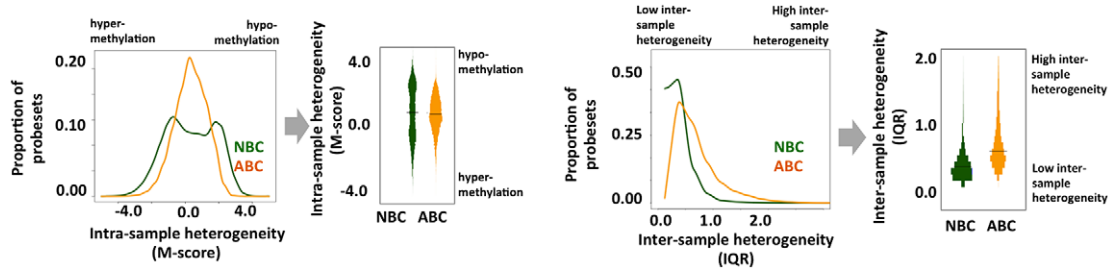 hyper-
methylation
hypo-
methylation
Proportion of
probesets
0.20
0.10
0.00
NBC
ABC
-4.0
0.0
4.0
Intra-sample heterogeneity
(M-score)
Intra-sample heterogeneity
(M-score)
4.0
0.0
-4.0
hypo-
methylation
hyper-
methylation
NBC ABC
Low inter-
sample
heterogeneity
High inter-
sample
heterogeneity
Proportion of
probesets
0.50
0.25
0.00
NBC
ABC
0.0
1.0
2.0
Inter-sample heterogeneity
(IQR)
Inter-sample heterogeneity
(IQR)
2.0
1.0
0.0
High inter-
sample
heterogeneity
Low inter-
sample
heterogeneity
NBC ABC